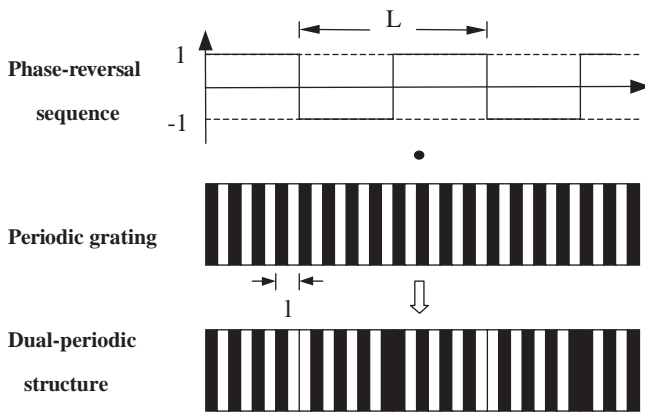 L
1
Phase-reversal
sequence
-1
Periodic grating
l
Dual-periodic
structure